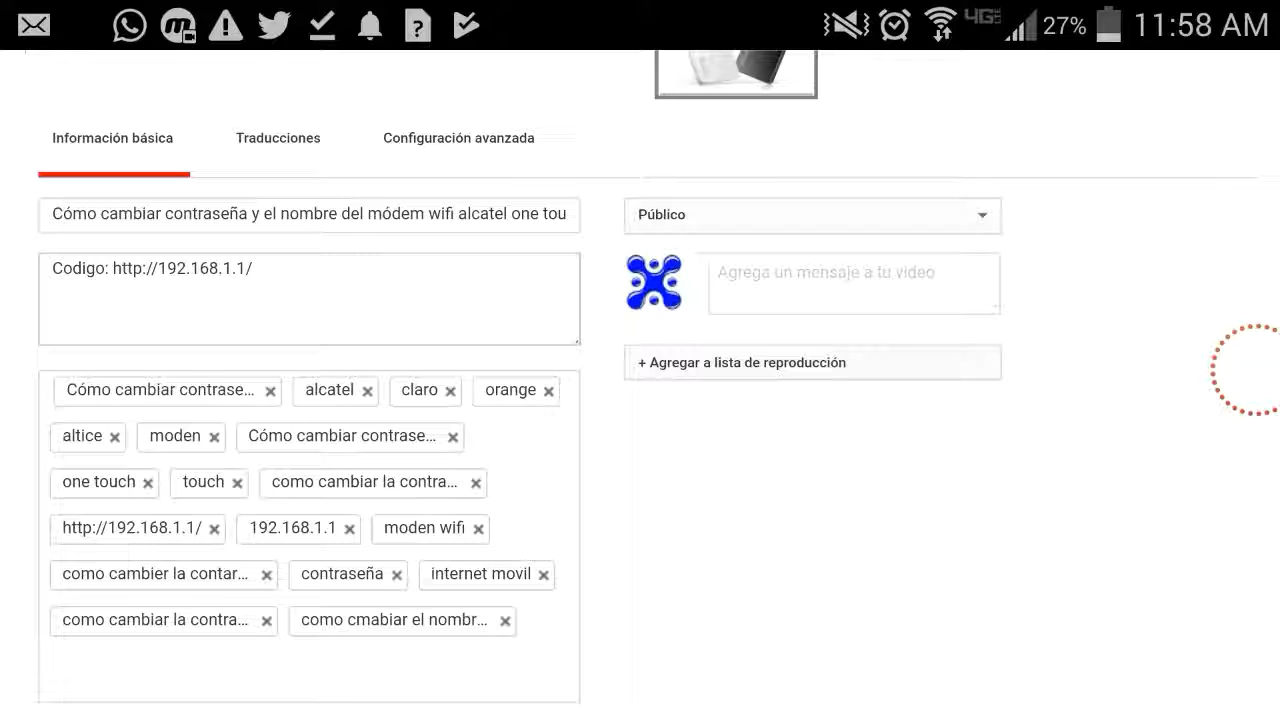 27% 11:58 AM
Información básica Traducciones Configuración avanzada
Cómo cambiar contraseña y el nombre del módem wifi alcatel one tou
Público
Codigo: http://192.168.1.1/
Agrega un mensaje a tu video
+ Agregar a lista de reproducción
Cómo cambiar contrase... alcatel claro orange
altice moden Cómo cambiar contrase...
one touch touch como cambiar la contra...
http://192.168.1.1/ 192.168.1.1 moden wifi
como cambier la contar... contraseña internet movil
como cambiar la contra... como cmabiar el nombr...